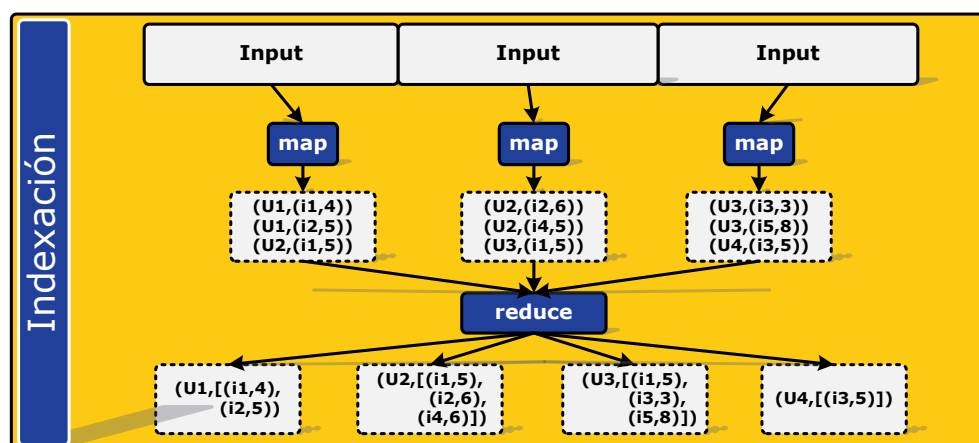 Indexación
Input
Input
Input
map
map
map
(U1,(i1,4))
(U1,(i2,5))
(U2,(i1,5))
(U2,(i2,6))
(U2,(i4,5))
(U3,(i1,5))
(U3,(i3,3))
(U3,(i5,8))
(U4,(i3,5))
reduce
(U1,[(i1,4),
(i2,5))
(U2,[(i1,5),
(i2,6),
(i4,6)])
(U3,[(i1,5),
(i3,3),
(i5,8)])
(U4,[(i3,5)])